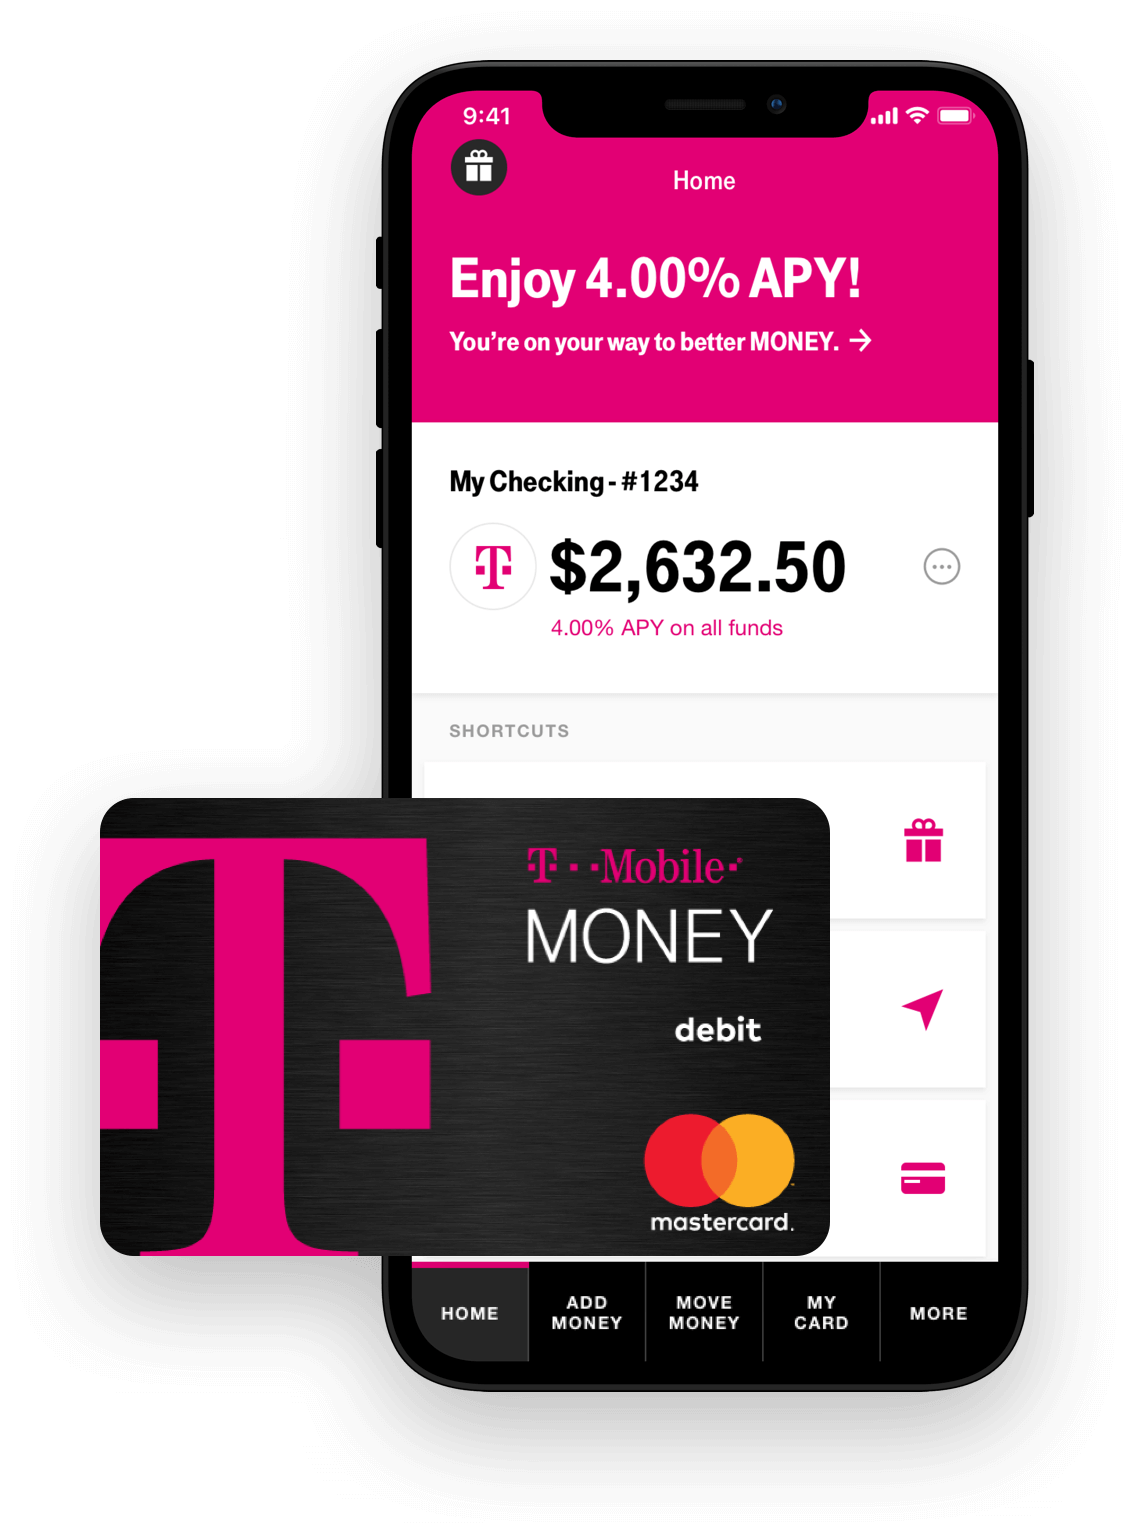 9:41
Home
Enjoy 4.00% APY!
You're on your way to better MONEY. →
My Checking - #1234
T
$2,632.50
4.00% APY on all funds
SHORTCUTS
T
T··Mobile·
MONEY
debit
mastercard.
HOME
ADD
MONEY
MOVE
MONEY
MY
CARD
MORE